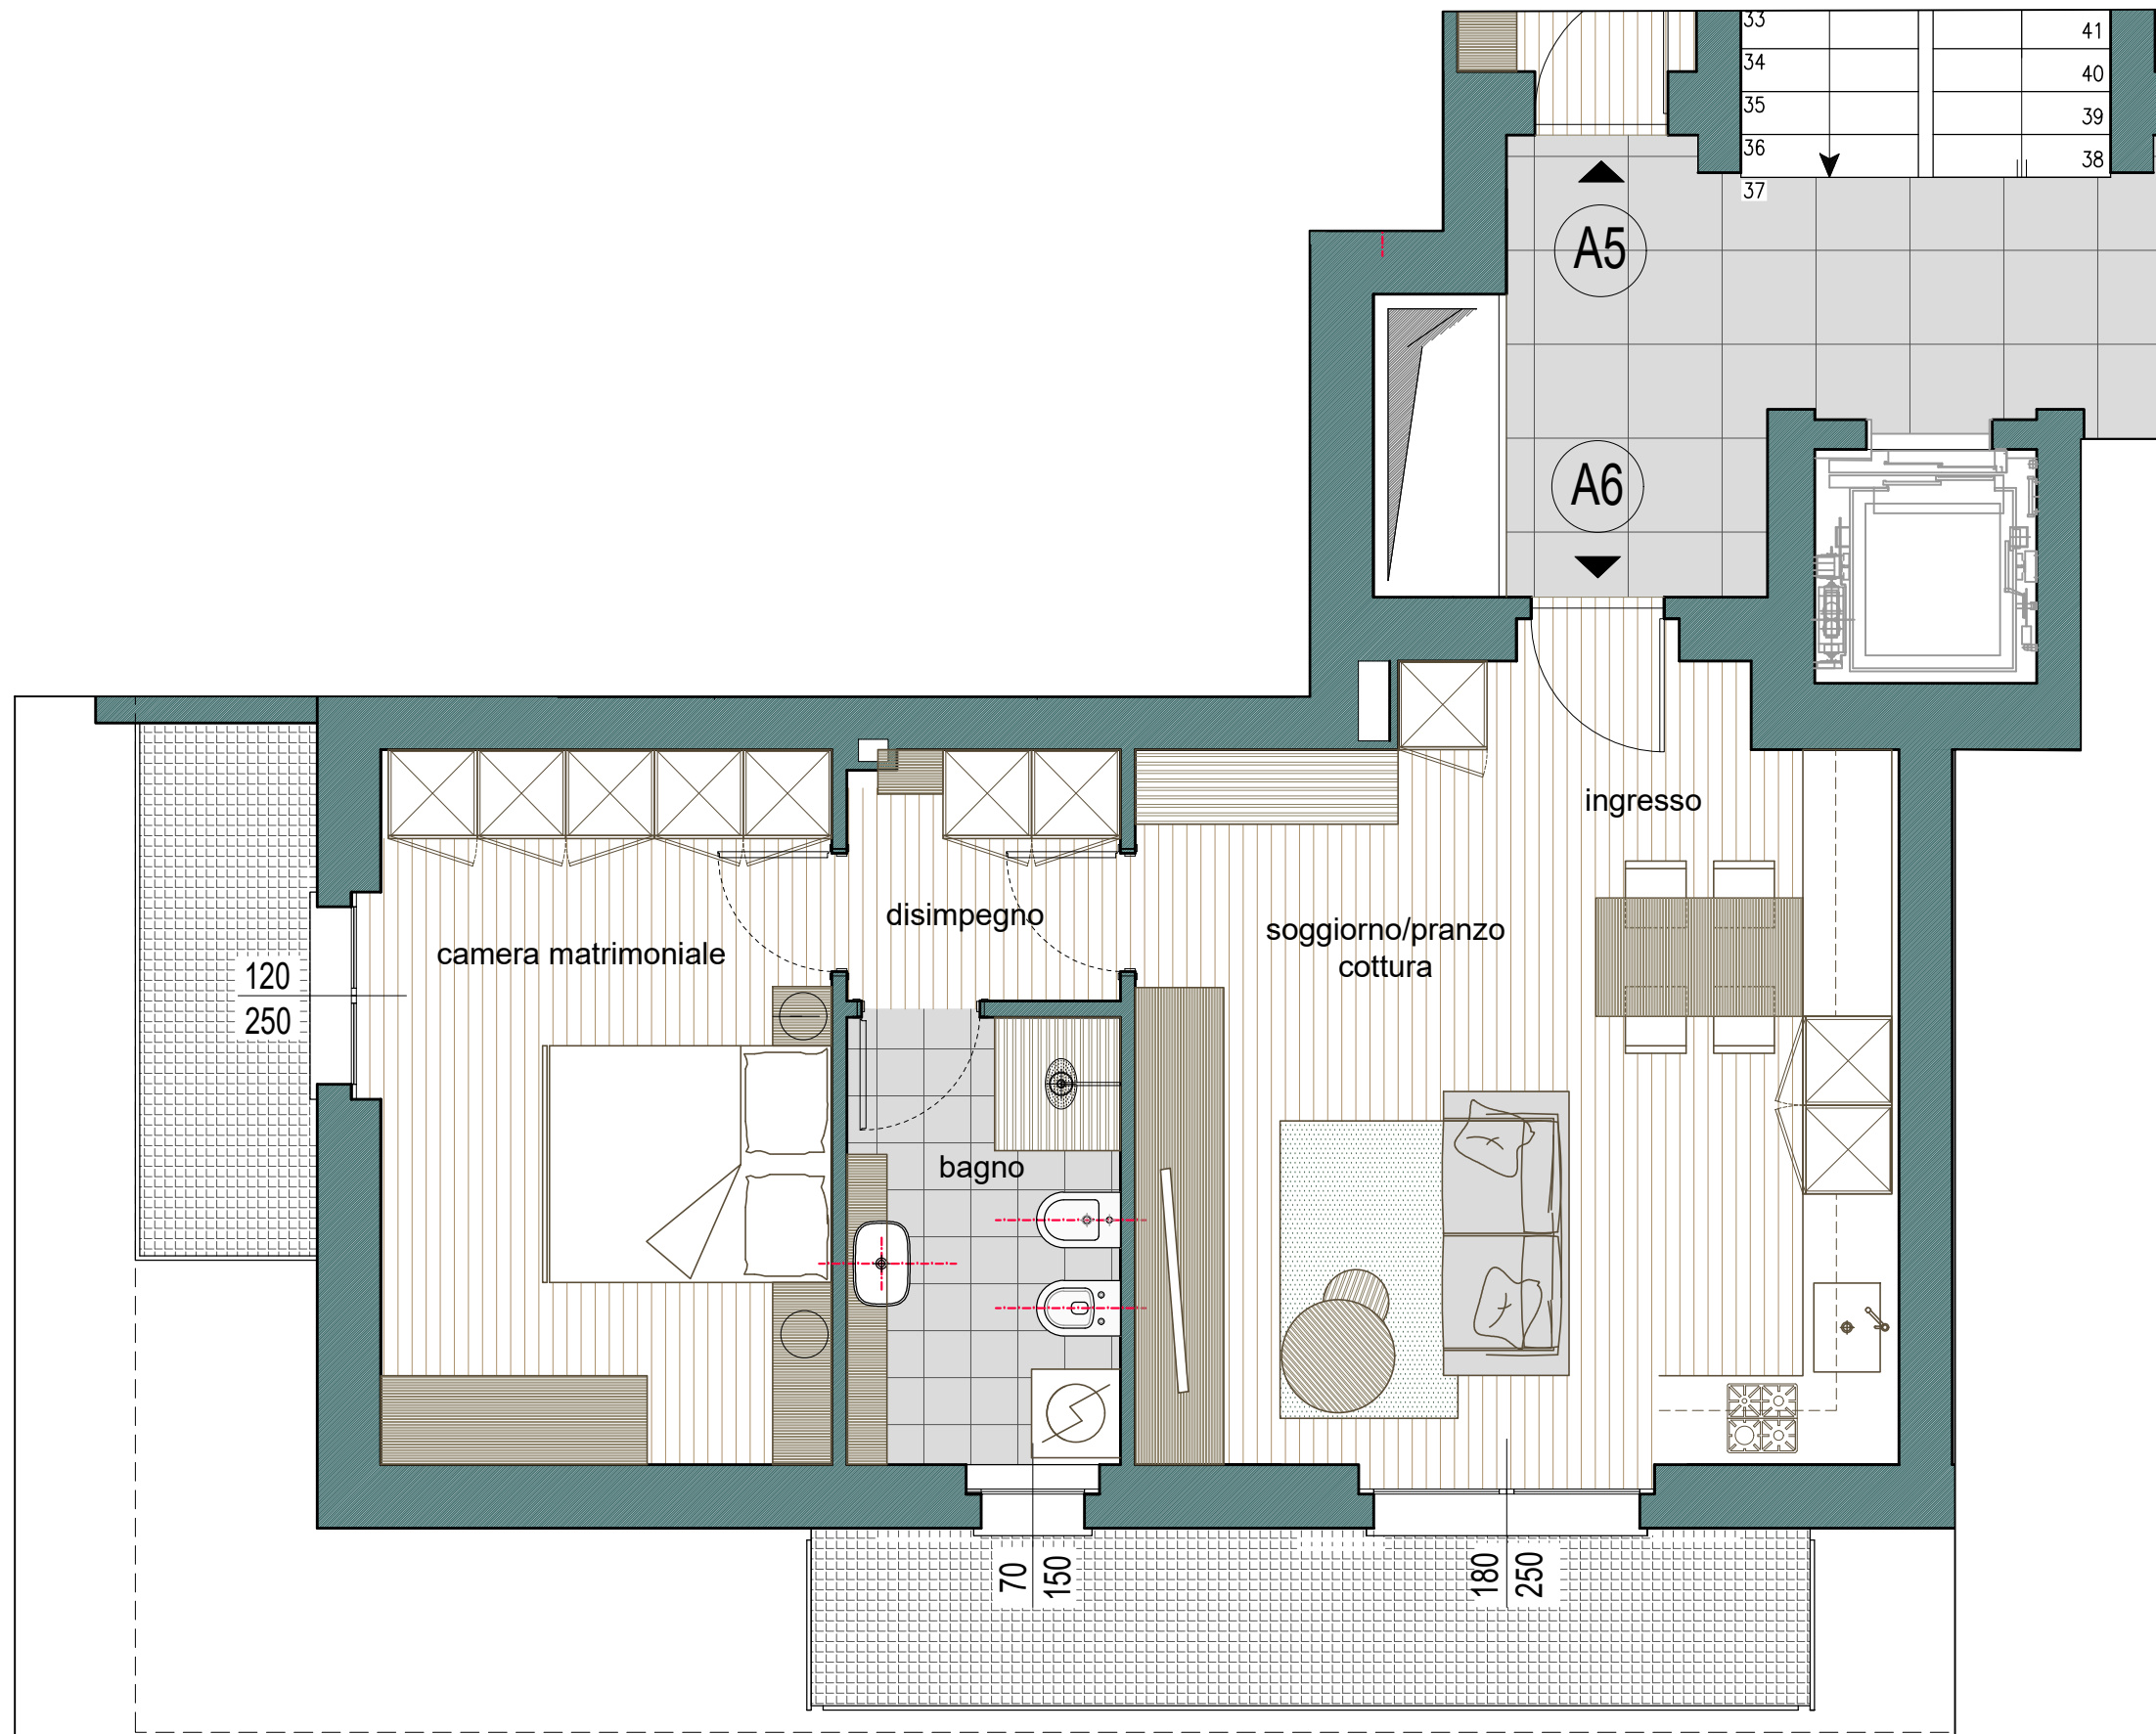 33
41
34
40
35
39
36
38
37
A5
A6
ingresso
disimpegno
soggiorno/pranzo
cottura
camera matrimoniale
120
250
bagno
70
150
180
250